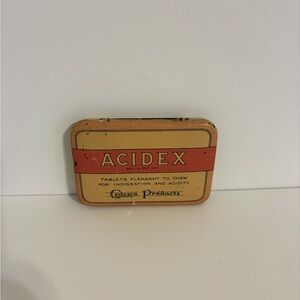 ACIDEX
TABLETS PLEASANT TO CHEW
FOR INDIGESTION AND ACIDITY
Products